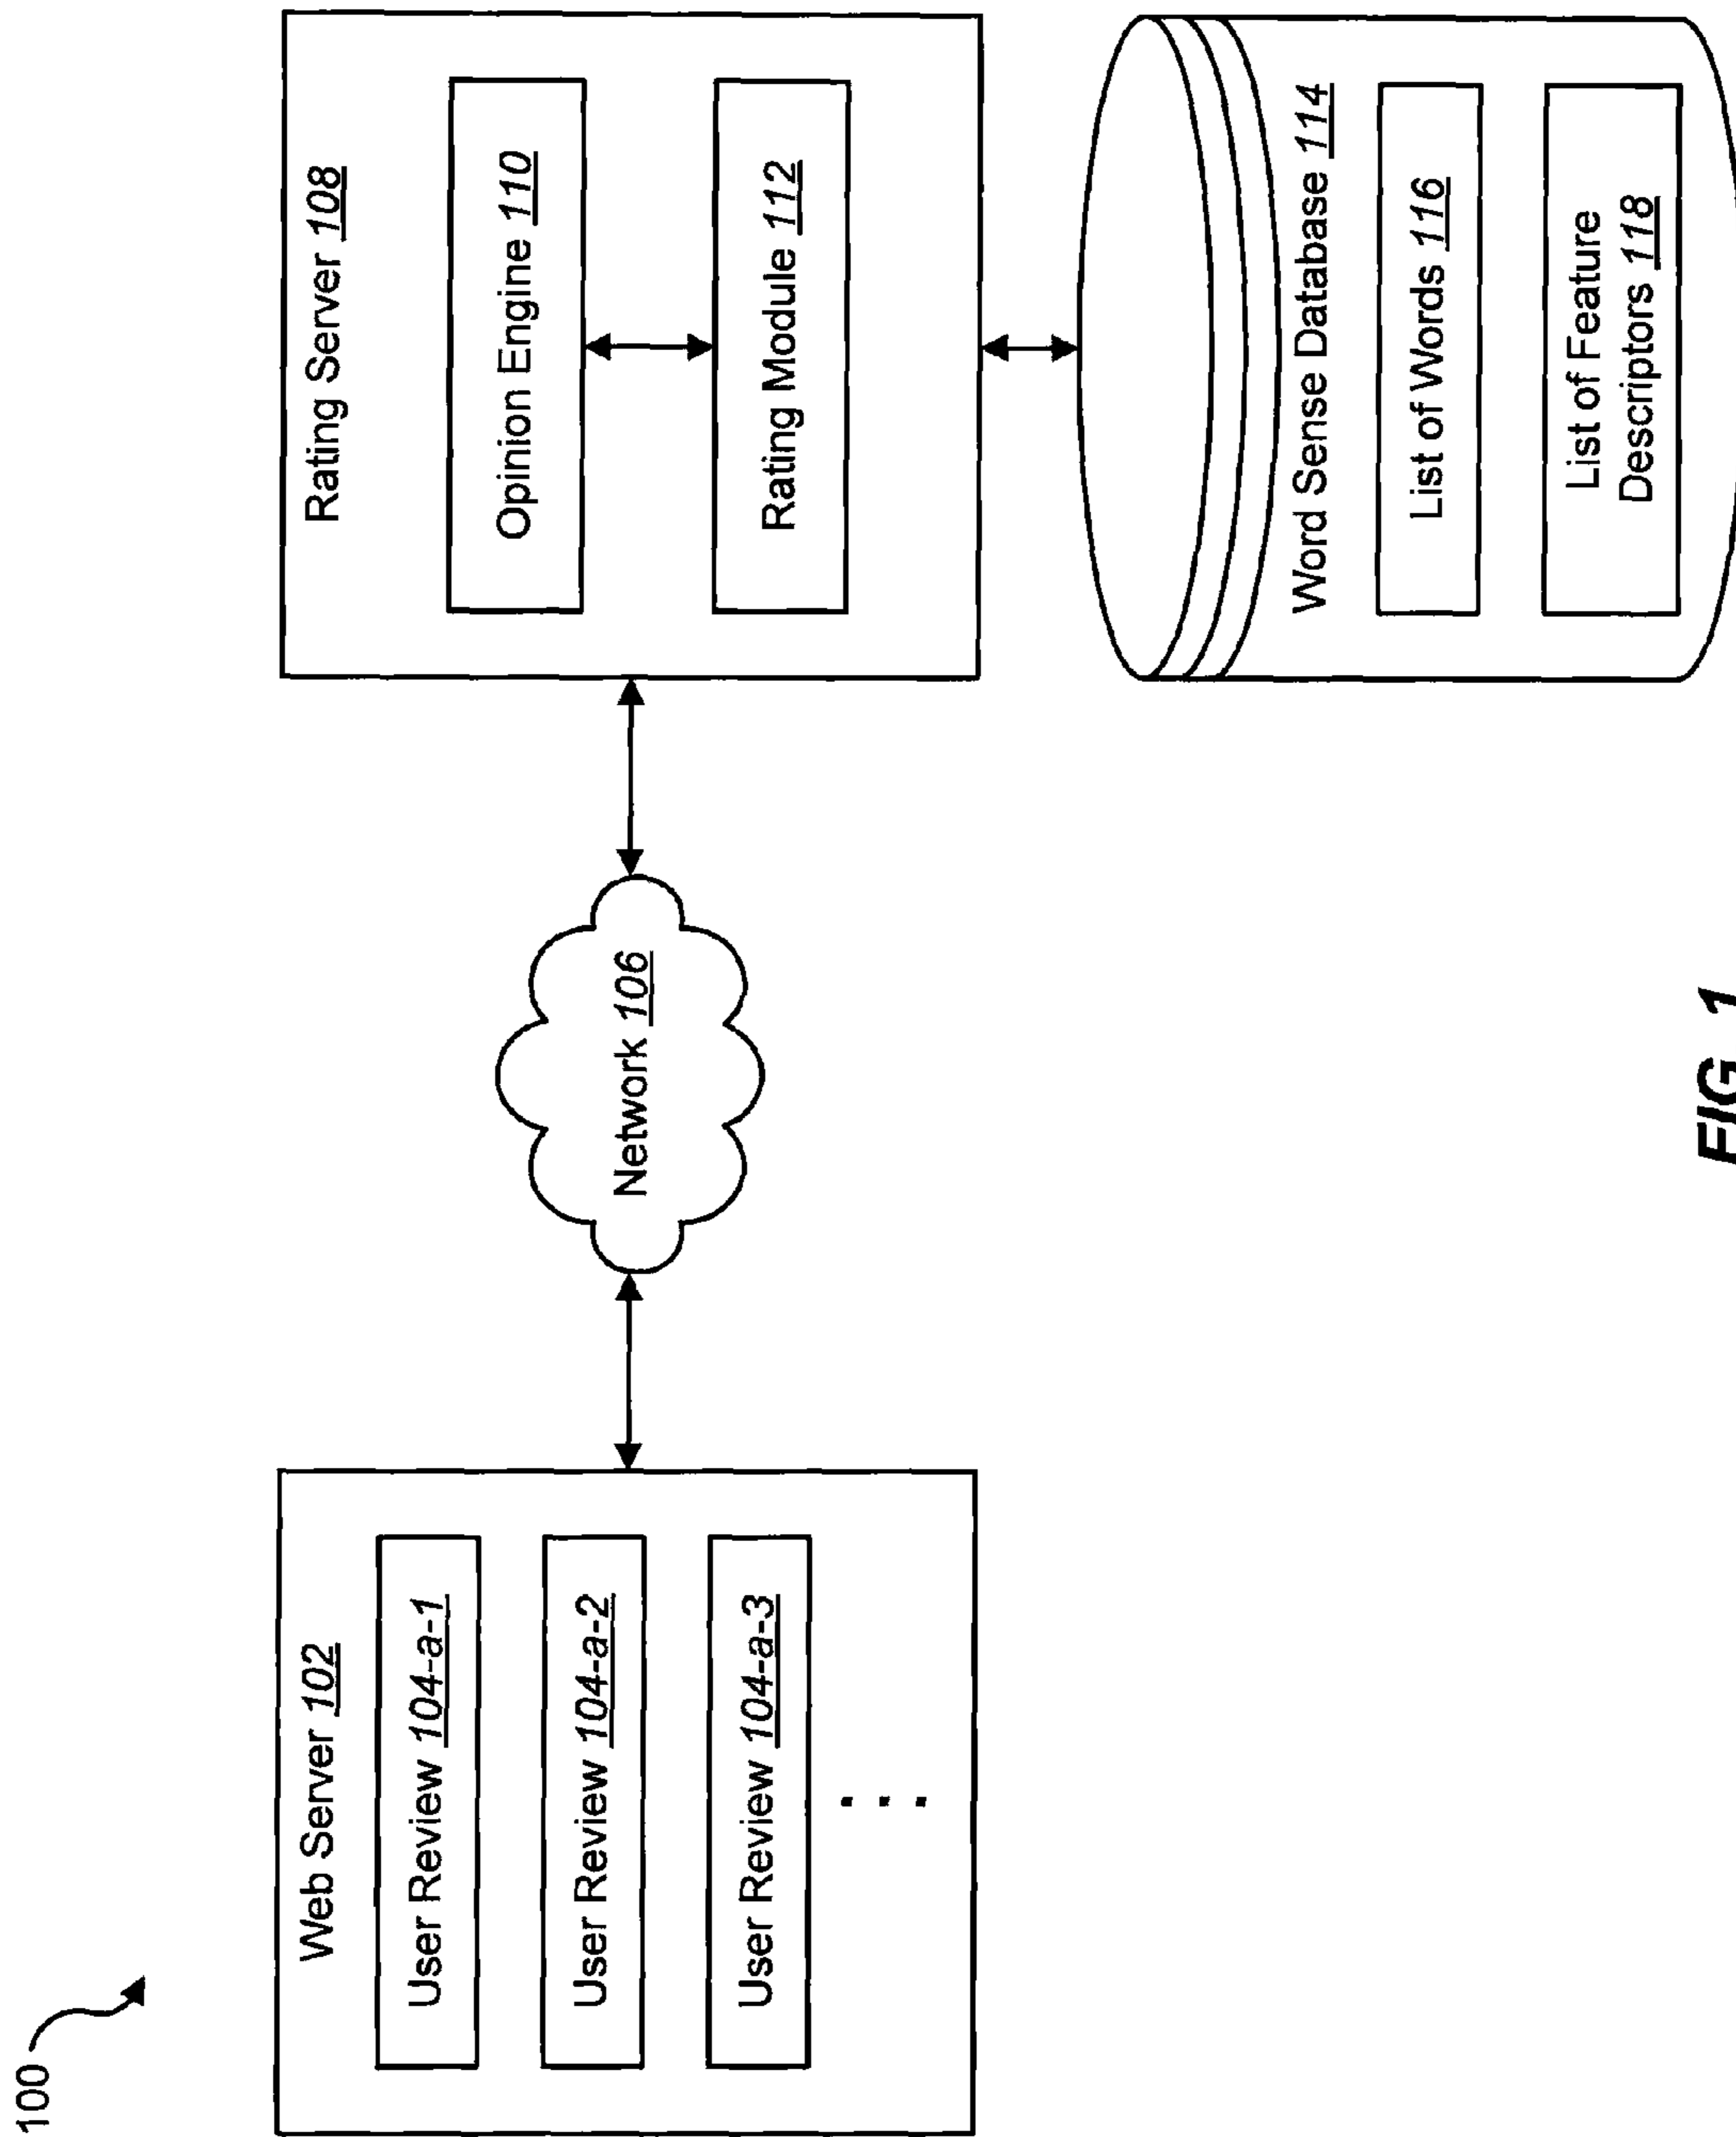 100
Web Server 102
User Review 104-a-1
User Review 104-a-2
User Review 104-a-3
Network 106
Rating Server 108
Opinion Engine 110
Rating Module 112
Word Sense Database 114
List of Words 116
List of Feature
Descriptors 118
FIG. 1